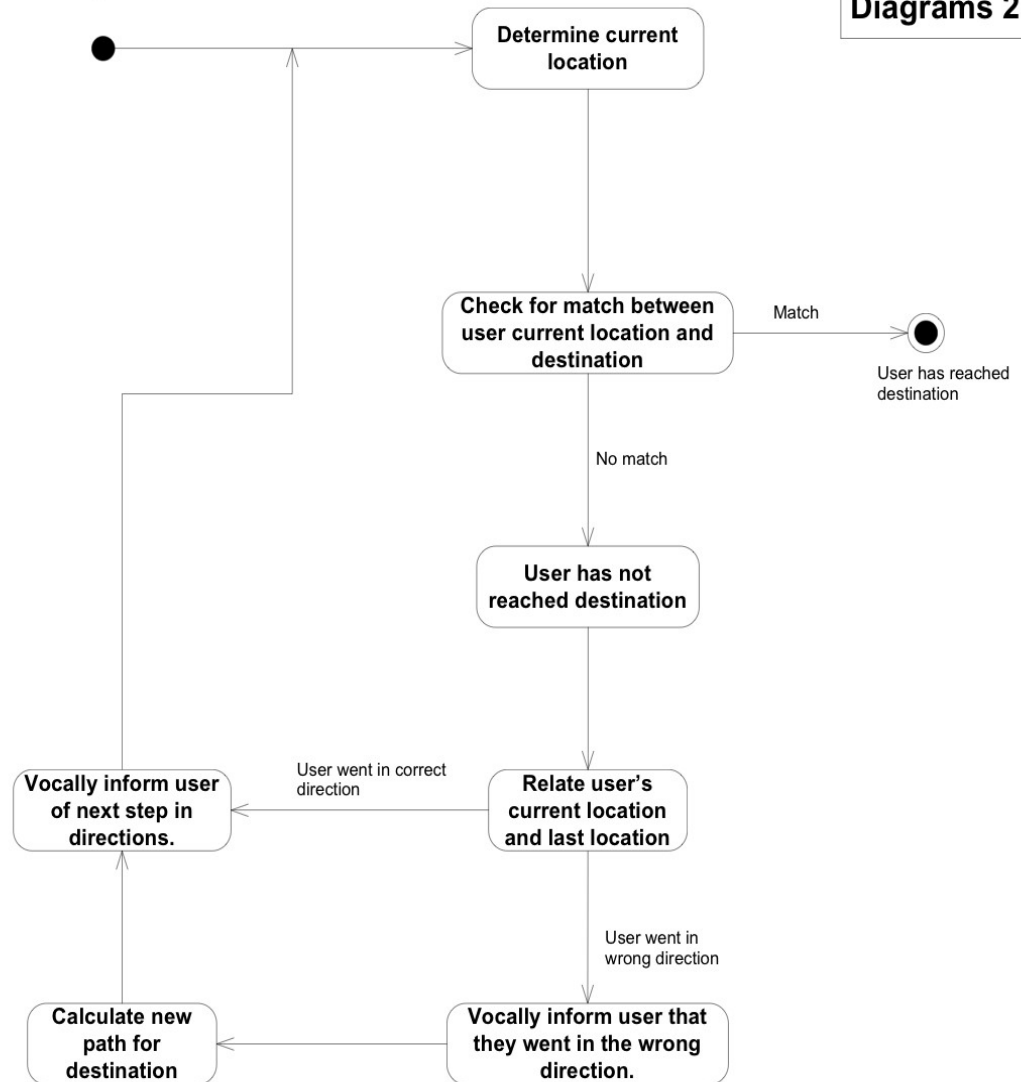 Diagrams 2
Determine current
location
Check for match between
user current location and
destination
Match
User has reached
destination
No match
User has not
reached destination
Vocally inform user
of next step in
directions.
User went in correct
direction
Relate user's
current location
and last location
User went in
wrong direction
Calculate new
path for
destination
Vocally inform user that
they went in the wrong
direction.